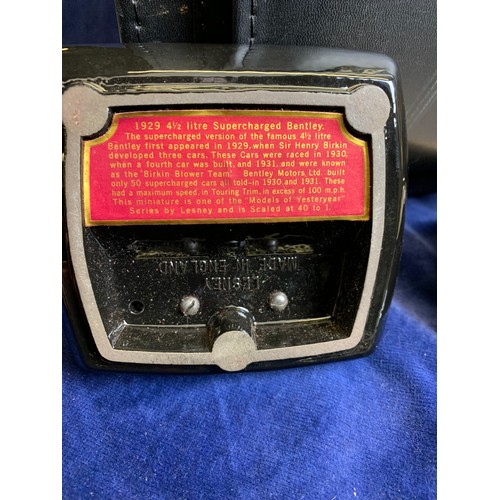 1929 4½ litre Supercharged Bentley.
The supercharged version of the famous 4½ litre
Bentley first appeared in 1929, when Sir Henry Birkin
developed three cars. These Cars were raced in 1930,
when a fourth car was built, and 1931, and were known
as the "Birkin Blower Team". Bentley Motors, Ltd. built
only 50 supercharged cars all told-in 1930 and 1931. These
had a maximum speed, in Touring Trim, in excess of 100 m.p.h.
This miniature is one of the "Models of Yesteryear"
Series by Lesney and is Scaled at 40 to 1.
LESNEY
MADE IN ENGLAND